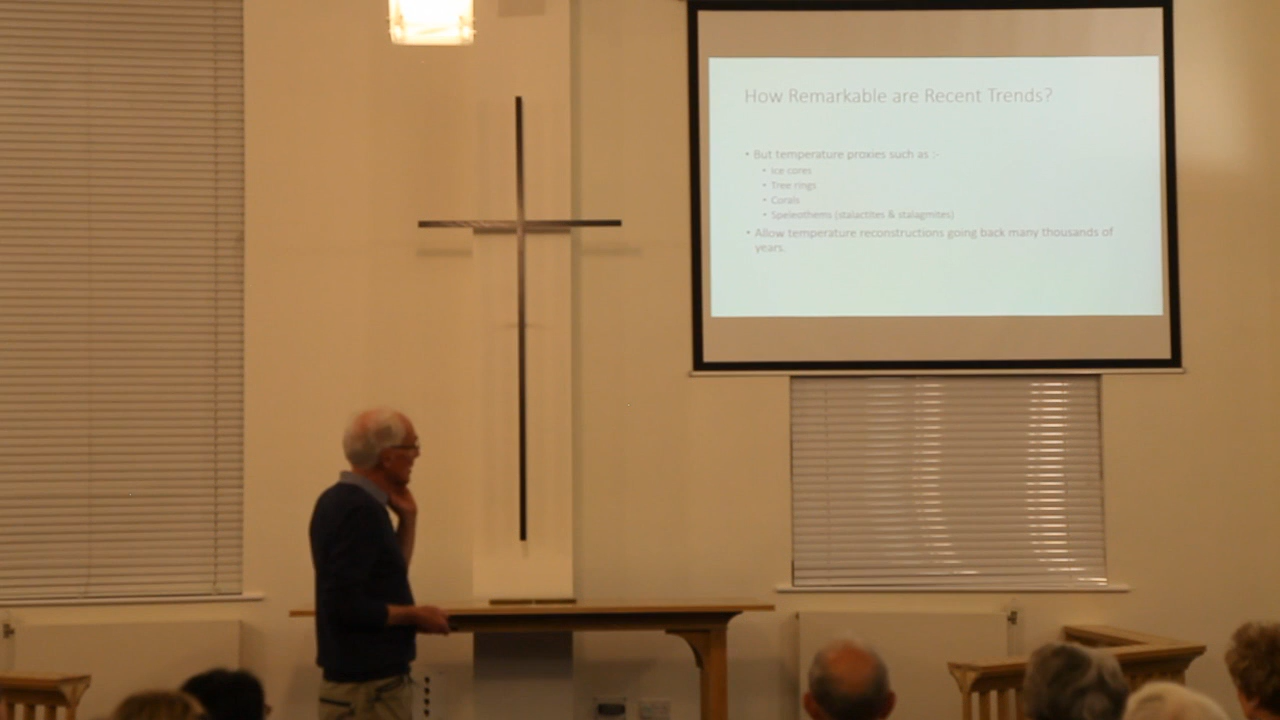 How Remarkable are Recent Trends?
• But temperature proxies such as :-
• Ice cores
• Tree rings
• Corals
• Speleothems (stalactites & stalagmites)
• Allow temperature reconstructions going back many thousands of
years.